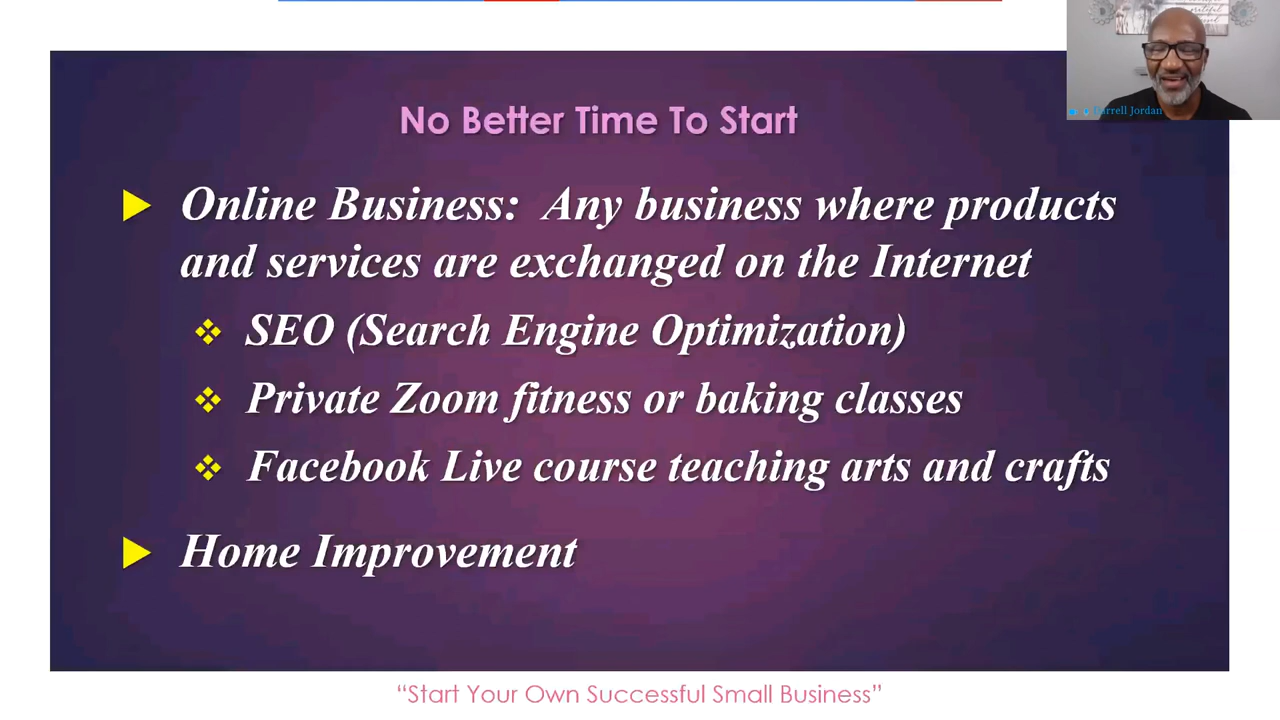 No Better Time To Start
Online Business: Any business where products
and services are exchanged on the Internet
SEO (Search Engine Optimization)
Private Zoom fitness or baking classes
Facebook Live course teaching arts and crafts
Home Improvement
“Start Your Own Successful Small Business”